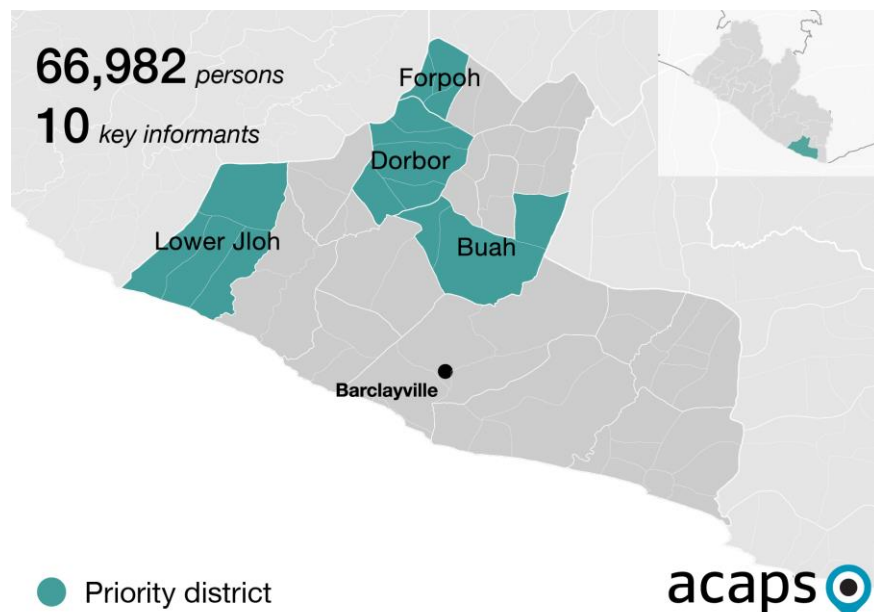 66,982 persons
10 key informants
Forpoh
Dorbor
Lower Jloh
Buah
Barclayville
Priority district
acaps